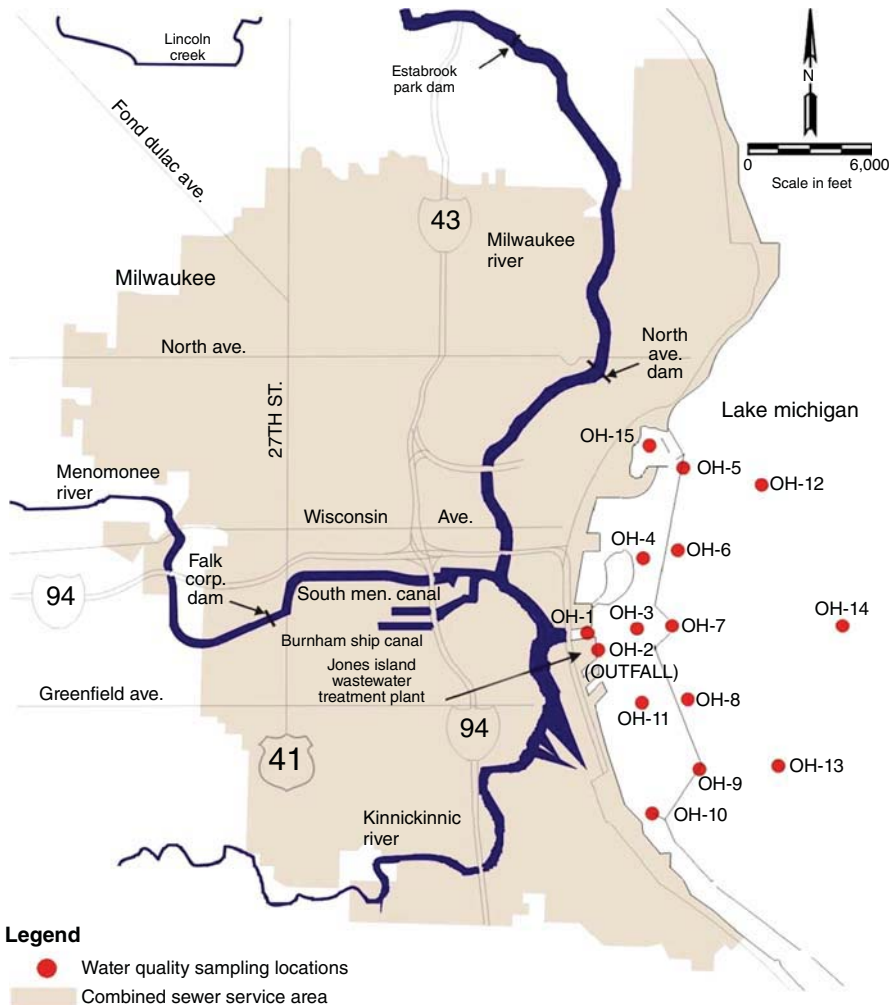 Lincoln
creek
Estabrook
park dam
N
0
6,000
Scale in feet
Fond dulac ave.
43
Milwaukee
river
Milwaukee
North ave.
North
ave.
dam
27TH ST.
Lake michigan
OH-15
OH-5
OH-12
Menomonee
river
Wisconsin Ave.
OH-4
OH-6
Falk
corp.
dam
94
South men. canal
OH-1
OH-3
OH-7
OH-14
Burnham ship canal
OH-2
(OUTFALL)
Jones island
wastewater
treatment plant
Greenfield ave.
OH-8
OH-11
94
41
OH-13
OH-9
OH-10
Kinnickinnic
river
Legend
Water quality sampling locations
Combined sewer service area